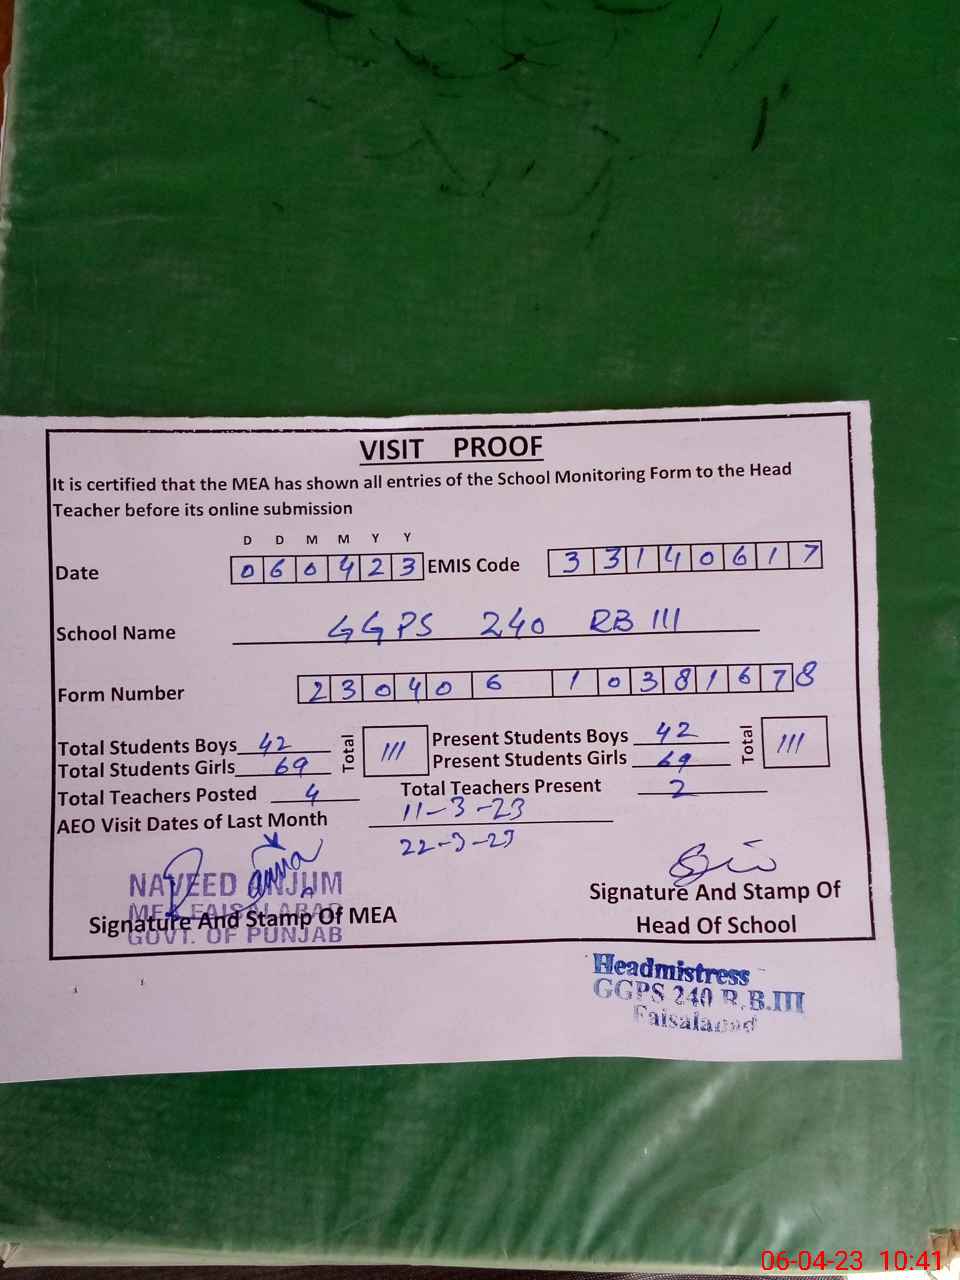 VISIT PROOF
It is certified that the MEA has shown all entries of the School Monitoring Form to the Head
Teacher before its online submission
D D M M Y Y
Date 0 6 0 4 2 3 EMIS Code 3 3 1 4 0 6 1 7
School Name GGPS 240 RB III
Form Number 2 3 0 4 0 6 1 0 3 8 1 6 7 8
Total Students Boys 42 Total 111 Present Students Boys 42 Total 111
Total Students Girls 69 Present Students Girls 69
Total Teachers Posted 4 Total Teachers Present 2
AEO Visit Dates of Last Month 11-3-23
22-3-23
NAVEED ANJUM
MEA FAISALABAD
Signature And Stamp Of MEA
GOVT. OF PUNJAB
Signature And Stamp Of
Head Of School
Headmistress
GGPS 240 R.B.III
Faisalabad
06-04-23 10:41